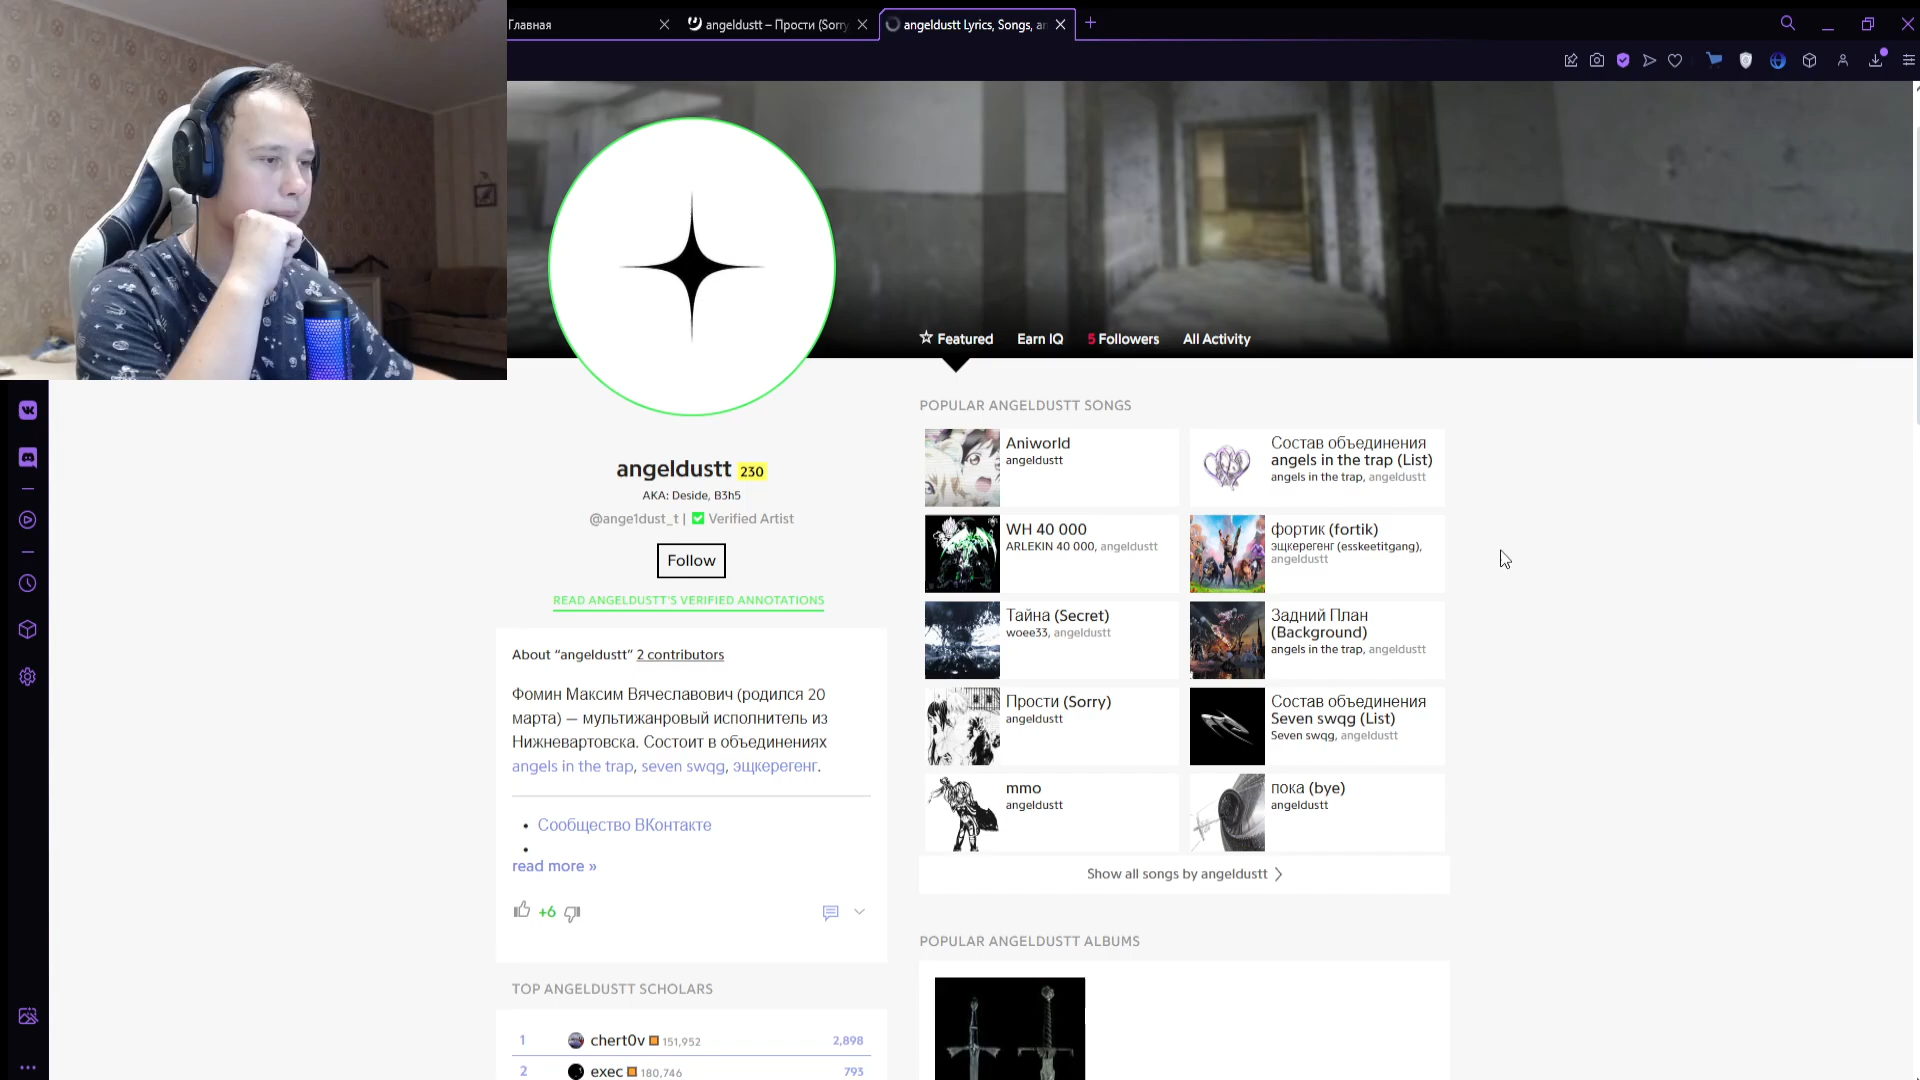 Главная
angeldustt – Прости (Sorry
angeldustt Lyrics, Songs, an
Featured
Earn IQ
5 Followers
All Activity
angeldustt 230
AKA: Deside, B3h5
@ange1dust_t | Verified Artist
Follow
READ ANGELDUSTT'S VERIFIED ANNOTATIONS
About “angeldustt” 2 contributors
Фомин Максим Вячеславович (родился 20
марта) — мультижанровый исполнитель из
Нижневартовска. Состоит в объединениях
angels in the trap, seven swqg, эщкерегенг.
• Сообщество ВКонтакте
•
read more »
+6
TOP ANGELDUSTT SCHOLARS
1 chert0v 151,952 2,898
2 exec 180,746 793
POPULAR ANGELDUSTT SONGS
Aniworld
angeldustt
Состав объединения
angels in the trap (List)
angels in the trap, angeldustt
WH 40 000
ARLEKIN 40 000, angeldustt
фортик (fortik)
эщкерегенг (esskeetitgang),
angeldustt
Тайна (Secret)
woee33, angeldustt
Задний План
(Background)
angels in the trap, angeldustt
Прости (Sorry)
angeldustt
Состав объединения
Seven swqg (List)
Seven swqg, angeldustt
mmo
angeldustt
пока (bye)
angeldustt
Show all songs by angeldustt
POPULAR ANGELDUSTT ALBUMS